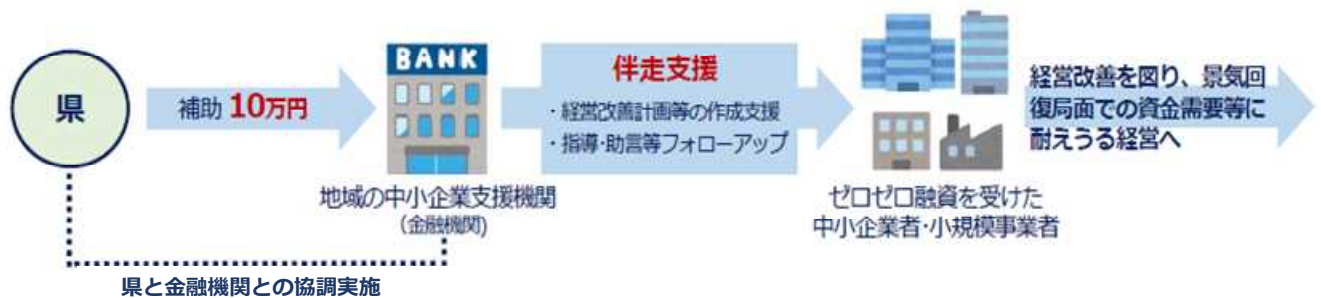 県
補助 10万円
BANK
地域の中小企業支援機関
(金融機関)
伴走支援
・経営改善計画等の作成支援
・指導・助言等フォローアップ
ゼロゼロ融資を受けた
中小企業者・小規模事業者
経営改善を図り、景気回
復局面での資金需要等に
耐えうる経営へ
県と金融機関との協調実施